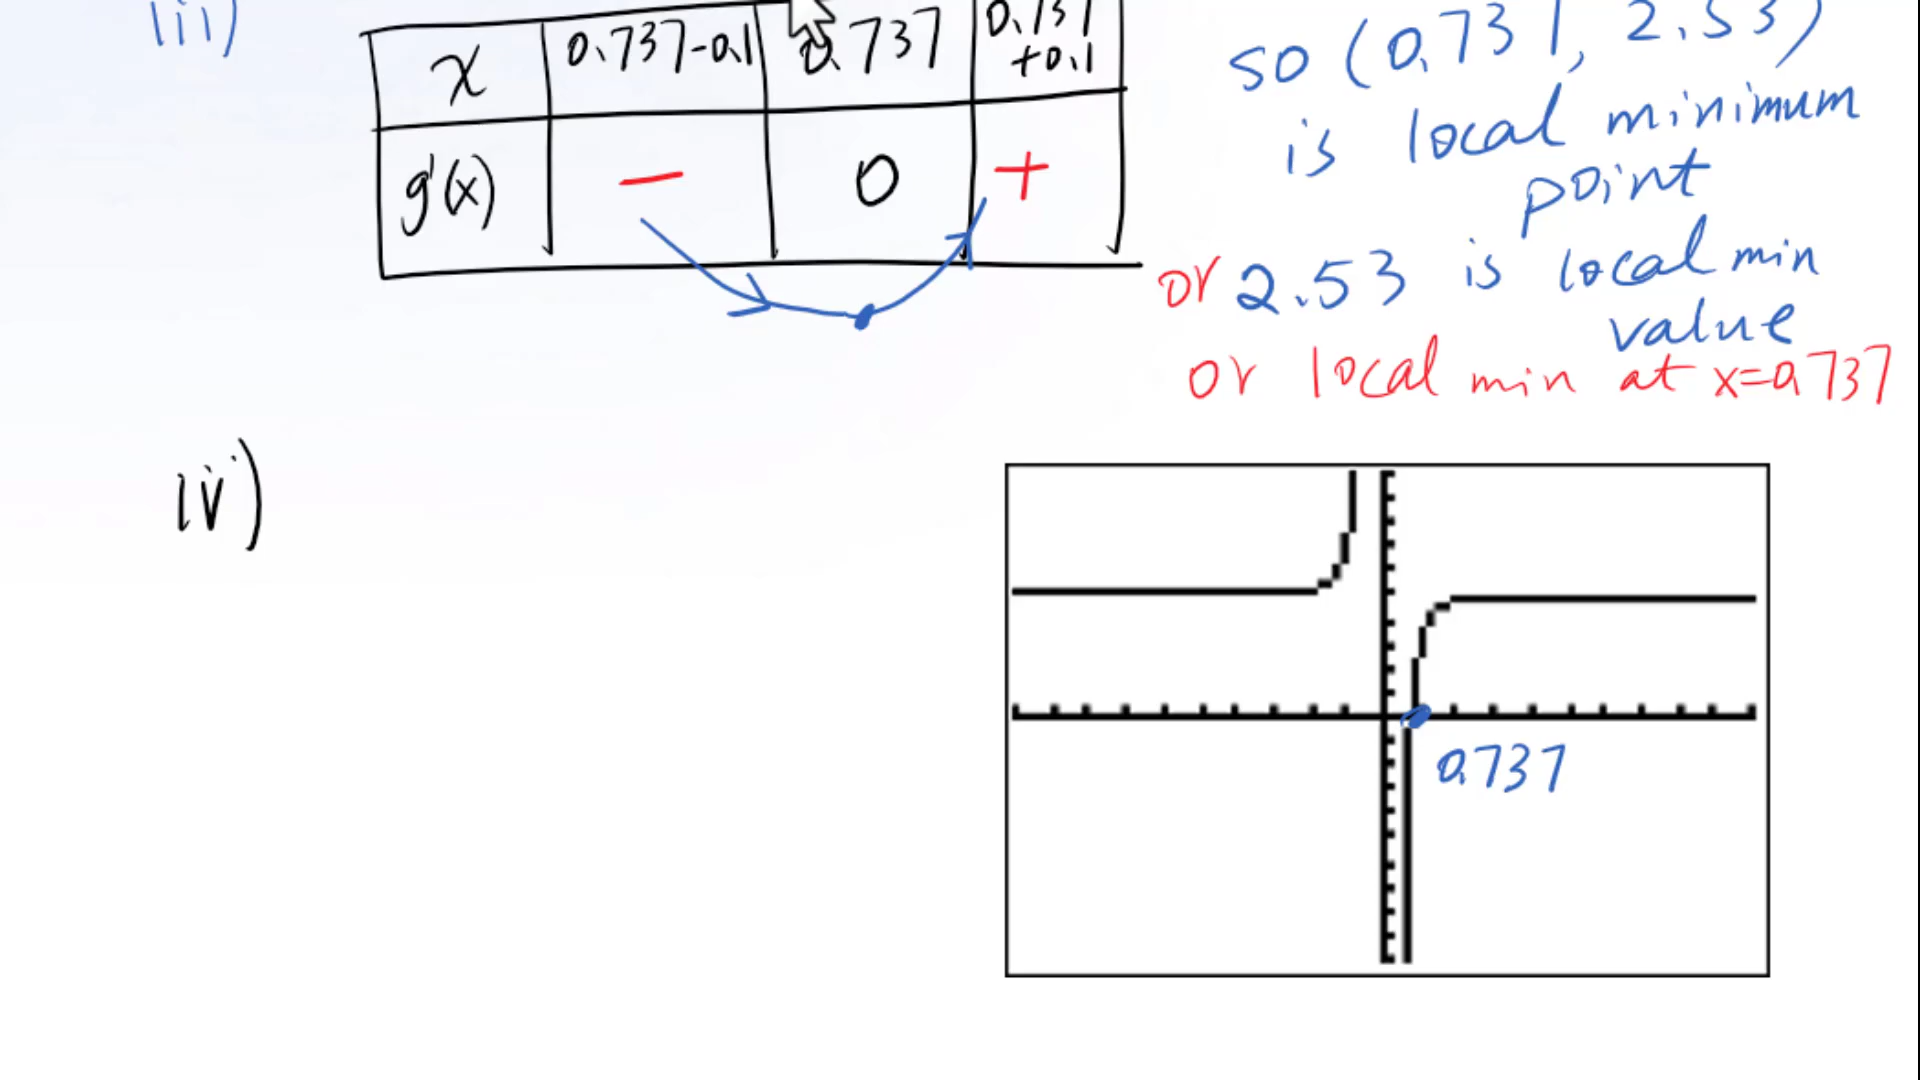 iii)
x 0.737-0.1 0.737 0.737 +0.1
g'(x) - 0 +
so (0.737, 2.53)
is local minimum
point
or 2.53 is local min
value
or local min at x=0.737
iv)
0.737